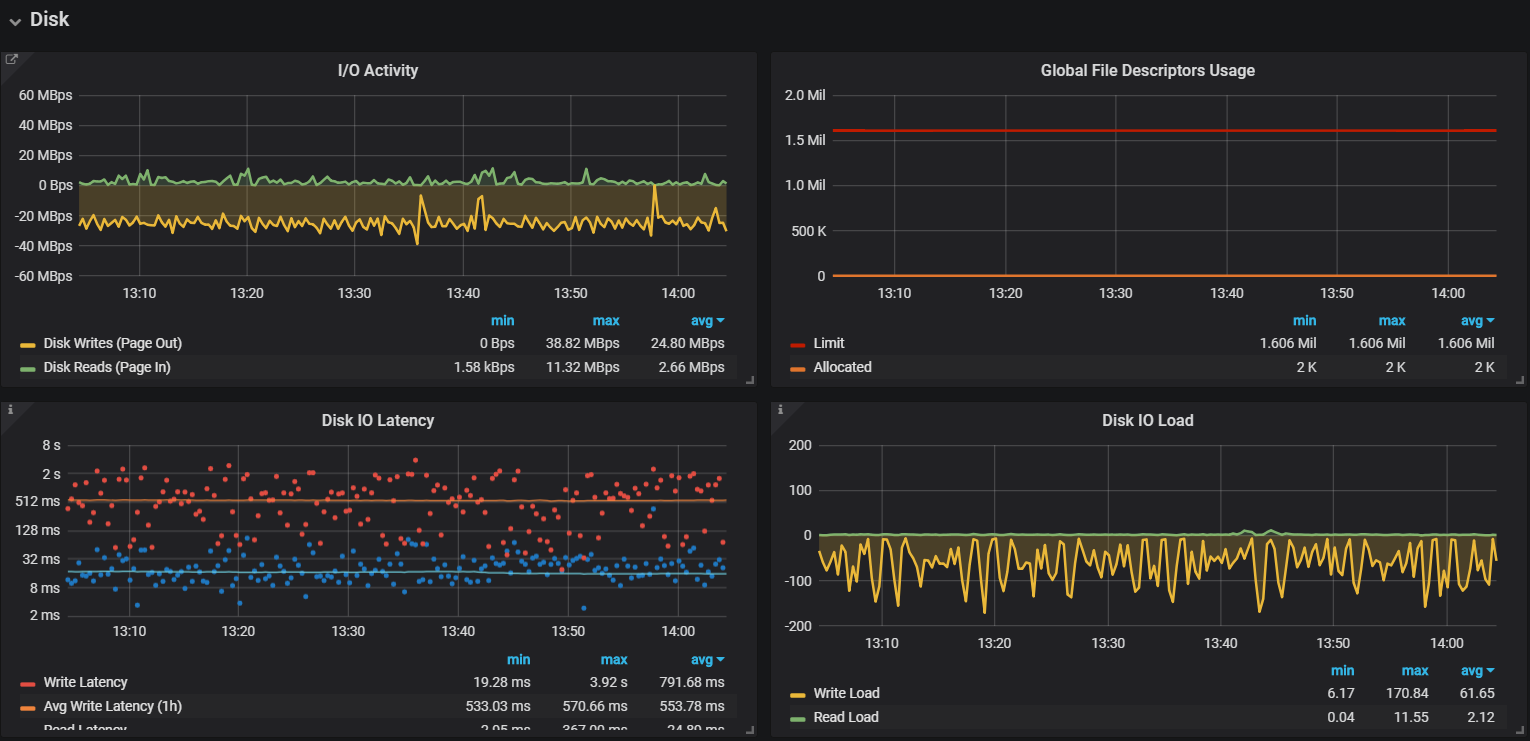 Disk
I/O Activity
60 MBps
40 MBps
20 MBps
0 Bps
-20 MBps
-40 MBps
-60 MBps
13:10 13:20 13:30 13:40 13:50 14:00
min max avg
Disk Writes (Page Out) 0 Bps 38.82 MBps 24.80 MBps
Disk Reads (Page In) 1.58 kBps 11.32 MBps 2.66 MBps
Global File Descriptors Usage
2.0 Mil
1.5 Mil
1.0 Mil
500 K
0
13:10 13:20 13:30 13:40 13:50 14:00
min max avg
Limit 1.606 Mil 1.606 Mil 1.606 Mil
Allocated 2 K 2 K 2 K
Disk IO Latency
8 s
2 s
512 ms
128 ms
32 ms
8 ms
2 ms
13:10 13:20 13:30 13:40 13:50 14:00
min max avg
Write Latency 19.28 ms 3.92 s 791.68 ms
Avg Write Latency (1h) 533.03 ms 570.66 ms 553.78 ms
Read Latency
Disk IO Load
200
100
0
-100
-200
13:10 13:20 13:30 13:40 13:50 14:00
min max avg
Write Load 6.17 170.84 61.65
Read Load 0.04 11.55 2.12